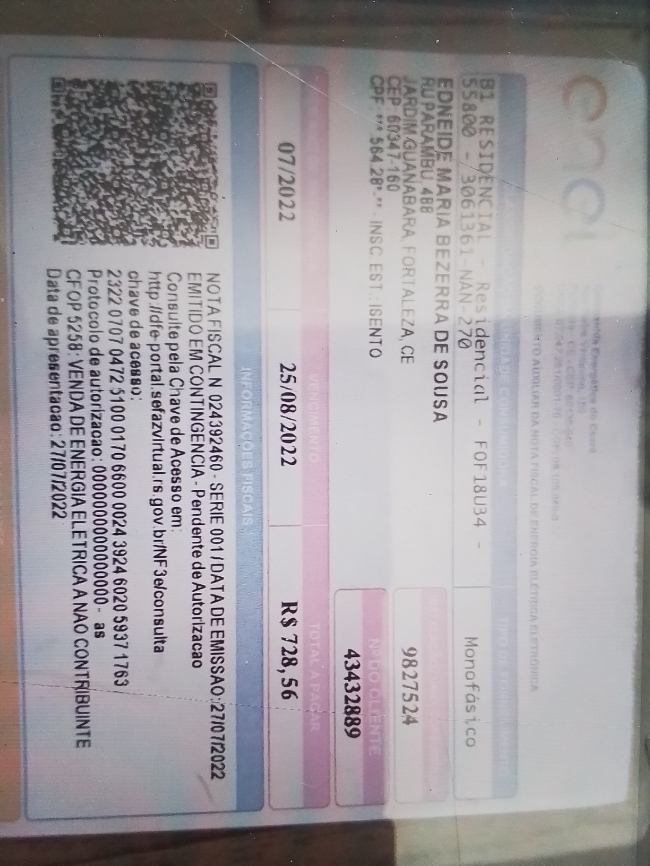 enel
DOCUMENTO AUXILIAR DA NOTA FISCAL DE ENERGIA ELÉTRICA ELETRÔNICA
B1 RESIDENCIAL - Residencial - FOF18U34 -
55800 - 3061361-NAN-270
Monofásico
EDNEIDE MARIA BEZERRA DE SOUSA
RU PARAMBU 488
JARDIM GUANABARA, FORTALEZA, CE
CEP 60347-160
CPF: *** 564.28*-** - INSC EST.: ISENTO
9827524
Nº DO CLIENTE
43432889
VENCIMENTO
TOTAL A PAGAR
07/2022
25/08/2022
R$ 728,56
INFORMAÇÕES FISCAIS
NOTA FISCAL N 024392460 - SERIE 001 / DATA DE EMISSAO: 27/07/2022
EMITIDO EM CONTINGENCIA - Pendente de Autorizacao
Consulte pela Chave de Acesso em:
http://dfe-portal.sefazvirtual.rs.gov.br/NF3e/consulta
chave de acesso:
2322 0707 0472 5100 0170 6600 0024 3924 6020 5937 1763
Protocolo de autorizacao: 0000000000000000 - as
CFOP 5258: VENDA DE ENERGIA ELETRICA A NAO CONTRIBUINTE
Data de apresentacao: 27/07/2022